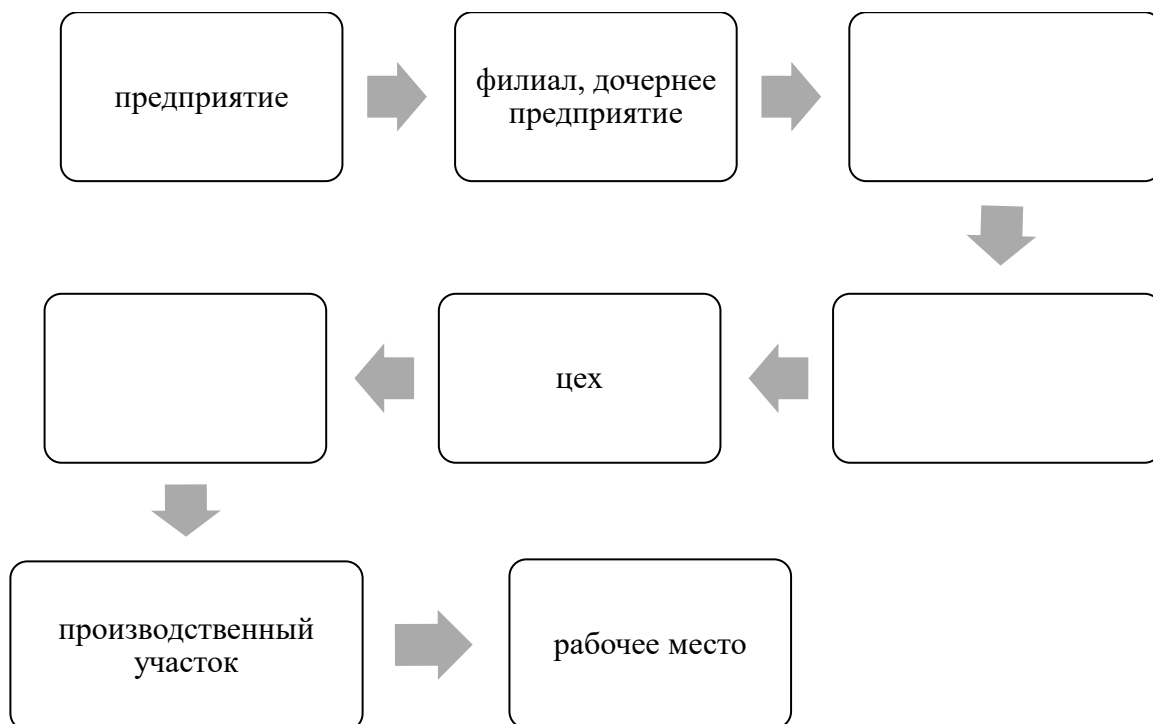 предприятие
филиал, дочернее
предприятие
цех
производственный
участок
рабочее место